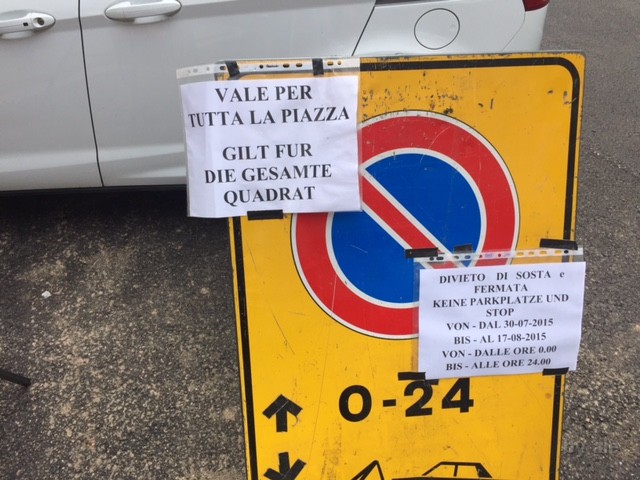 VALE PER
TUTTA LA PIAZZA
GILT FUR
DIE GESAMTE
QUADRAT
DIVIETO DI SOSTA e
FERMATA
KEINE PARKPLATZE UND
STOP
VON - DAL 30-07-2015
BIS - AL 17-08-2015
VON - DALLE ORE 0.00
BIS - ALLE ORE 24.00
0-24